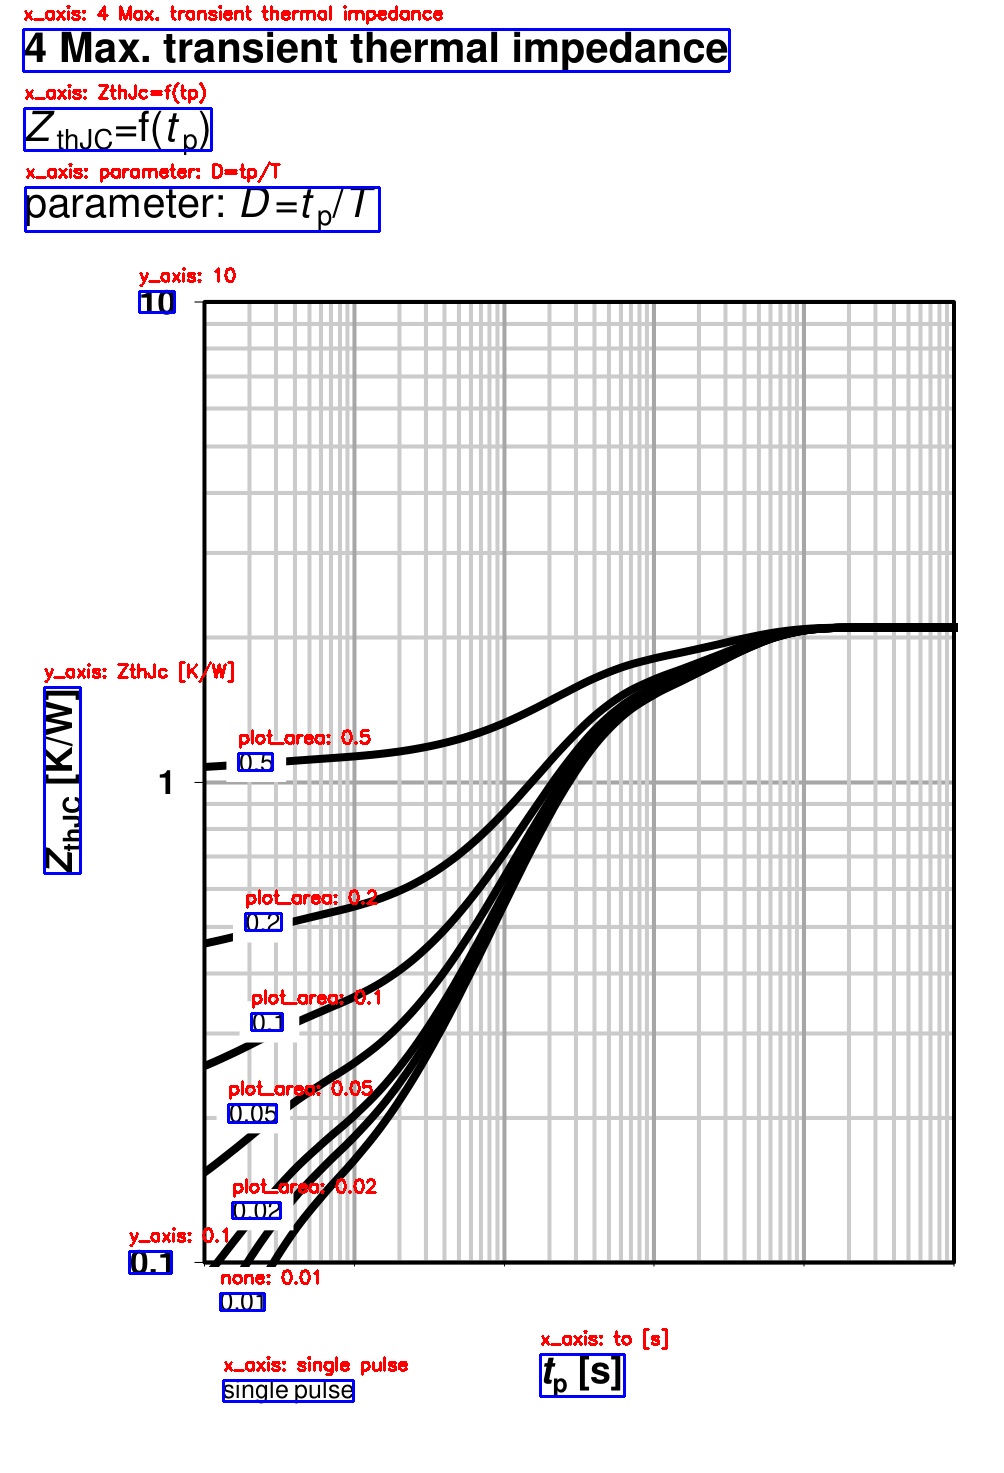 x_axis: 4 Max. transient thermal impedance
4 Max. transient thermal impedance
x_axis: ZthJc=f(tp)
ZthJC=f(tp)
x_axis: parameter: D=tp/T
parameter: D=tp/T
y_axis: 10
10
y_axis: ZthJc [K/W]
ZthJC [K/W]
plot_area: 0.5
0.5
1
plot_area: 0.2
0.2
plot_area: 0.1
0.1
plot_area: 0.05
0.05
plot_area: 0.02
0.02
y_axis: 0.1
0.1
none: 0.01
0.01
x_axis: to [s]
tp [s]
x_axis: single pulse
single pulse